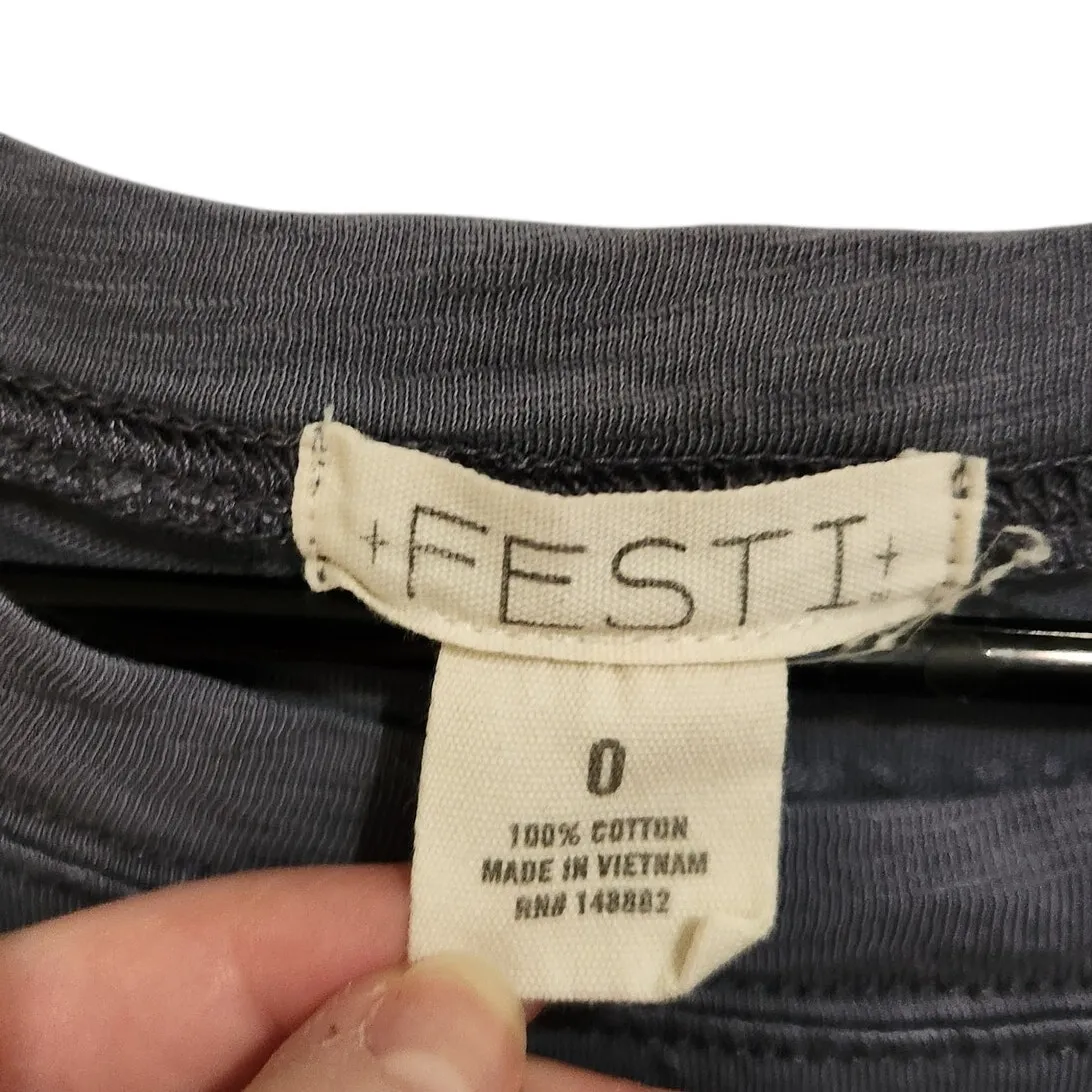 +FESTI+
0
100% COTTON
MADE IN VIETNAM
RN# 148882